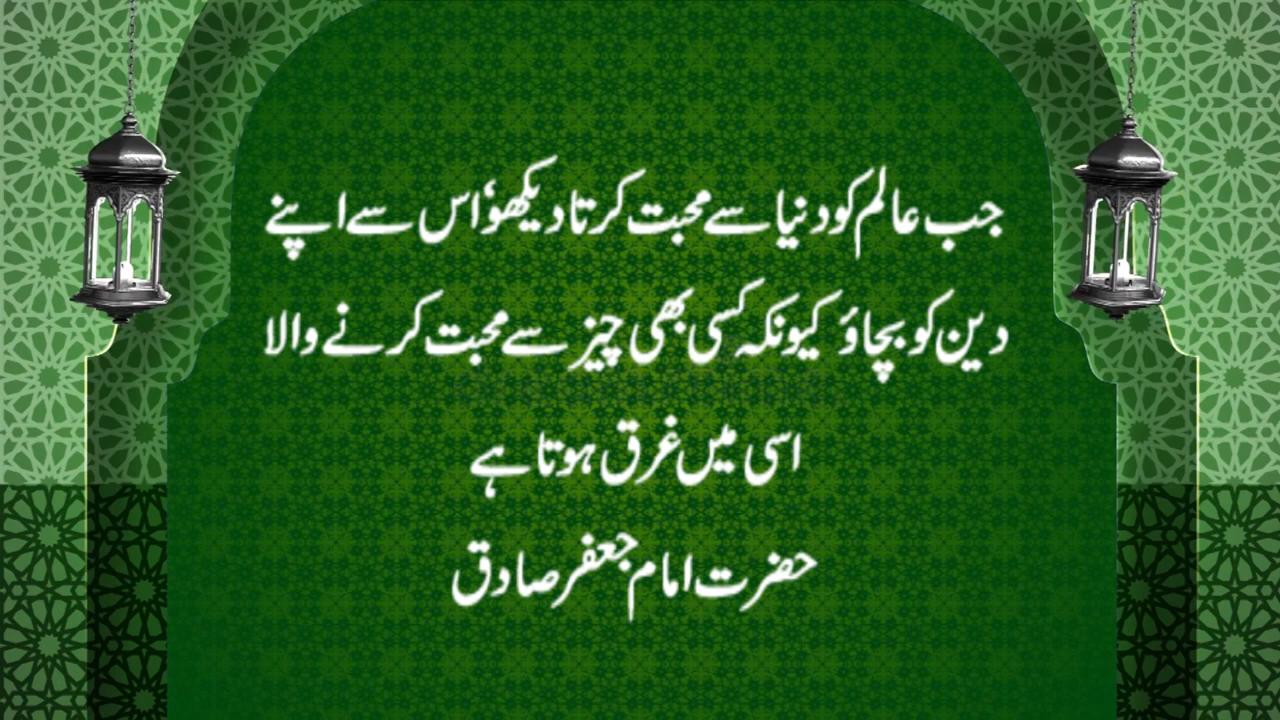 جب عالم کو دنیا سے محبت کرتا دیکھو،ٗ اس سے اپنے
دین کو بچاؤ کیونکہ کسی بھی چیز سے محبت کرنے والا
اسی میں غرق ہوتا ہے
حضرت امام جعفر صادق